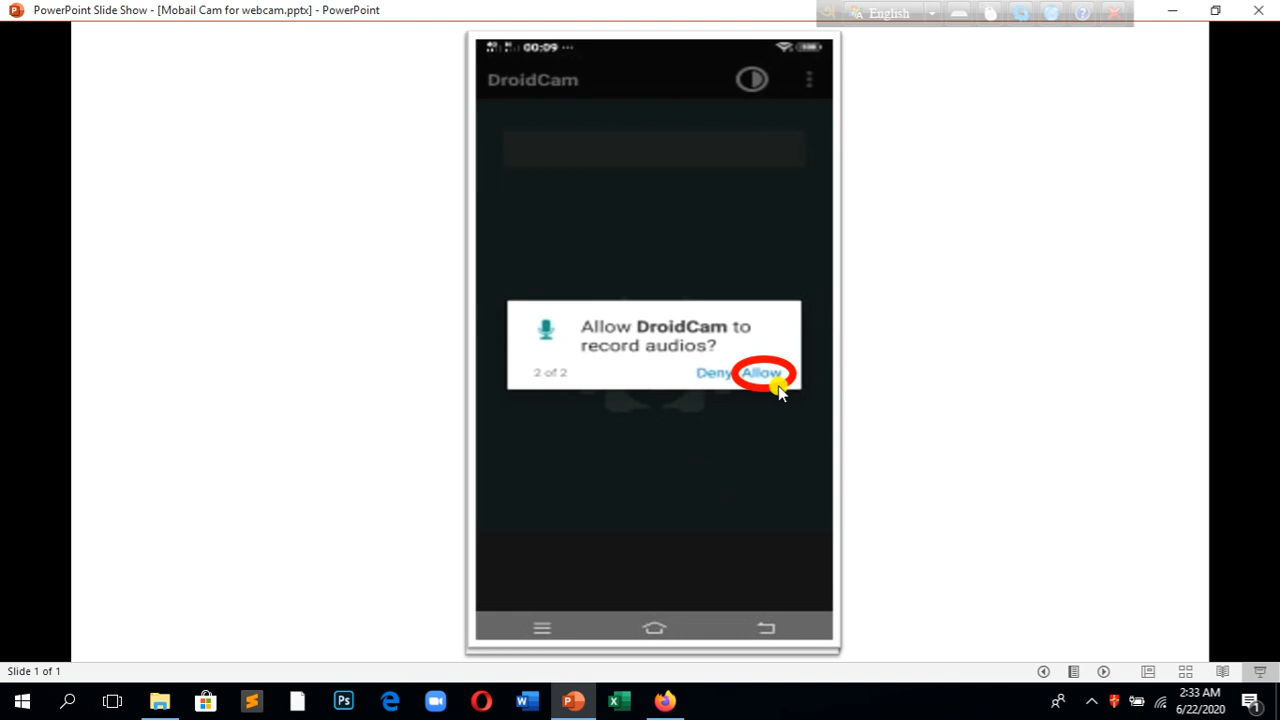 PowerPoint Slide Show - [Mobail Cam for webcam.pptx] - PowerPoint
English
00:09 ...
DroidCam
Allow DroidCam to
record audios?
2 of 2
Deny
Allow
Slide 1 of 1
2:33 AM
6/22/2020